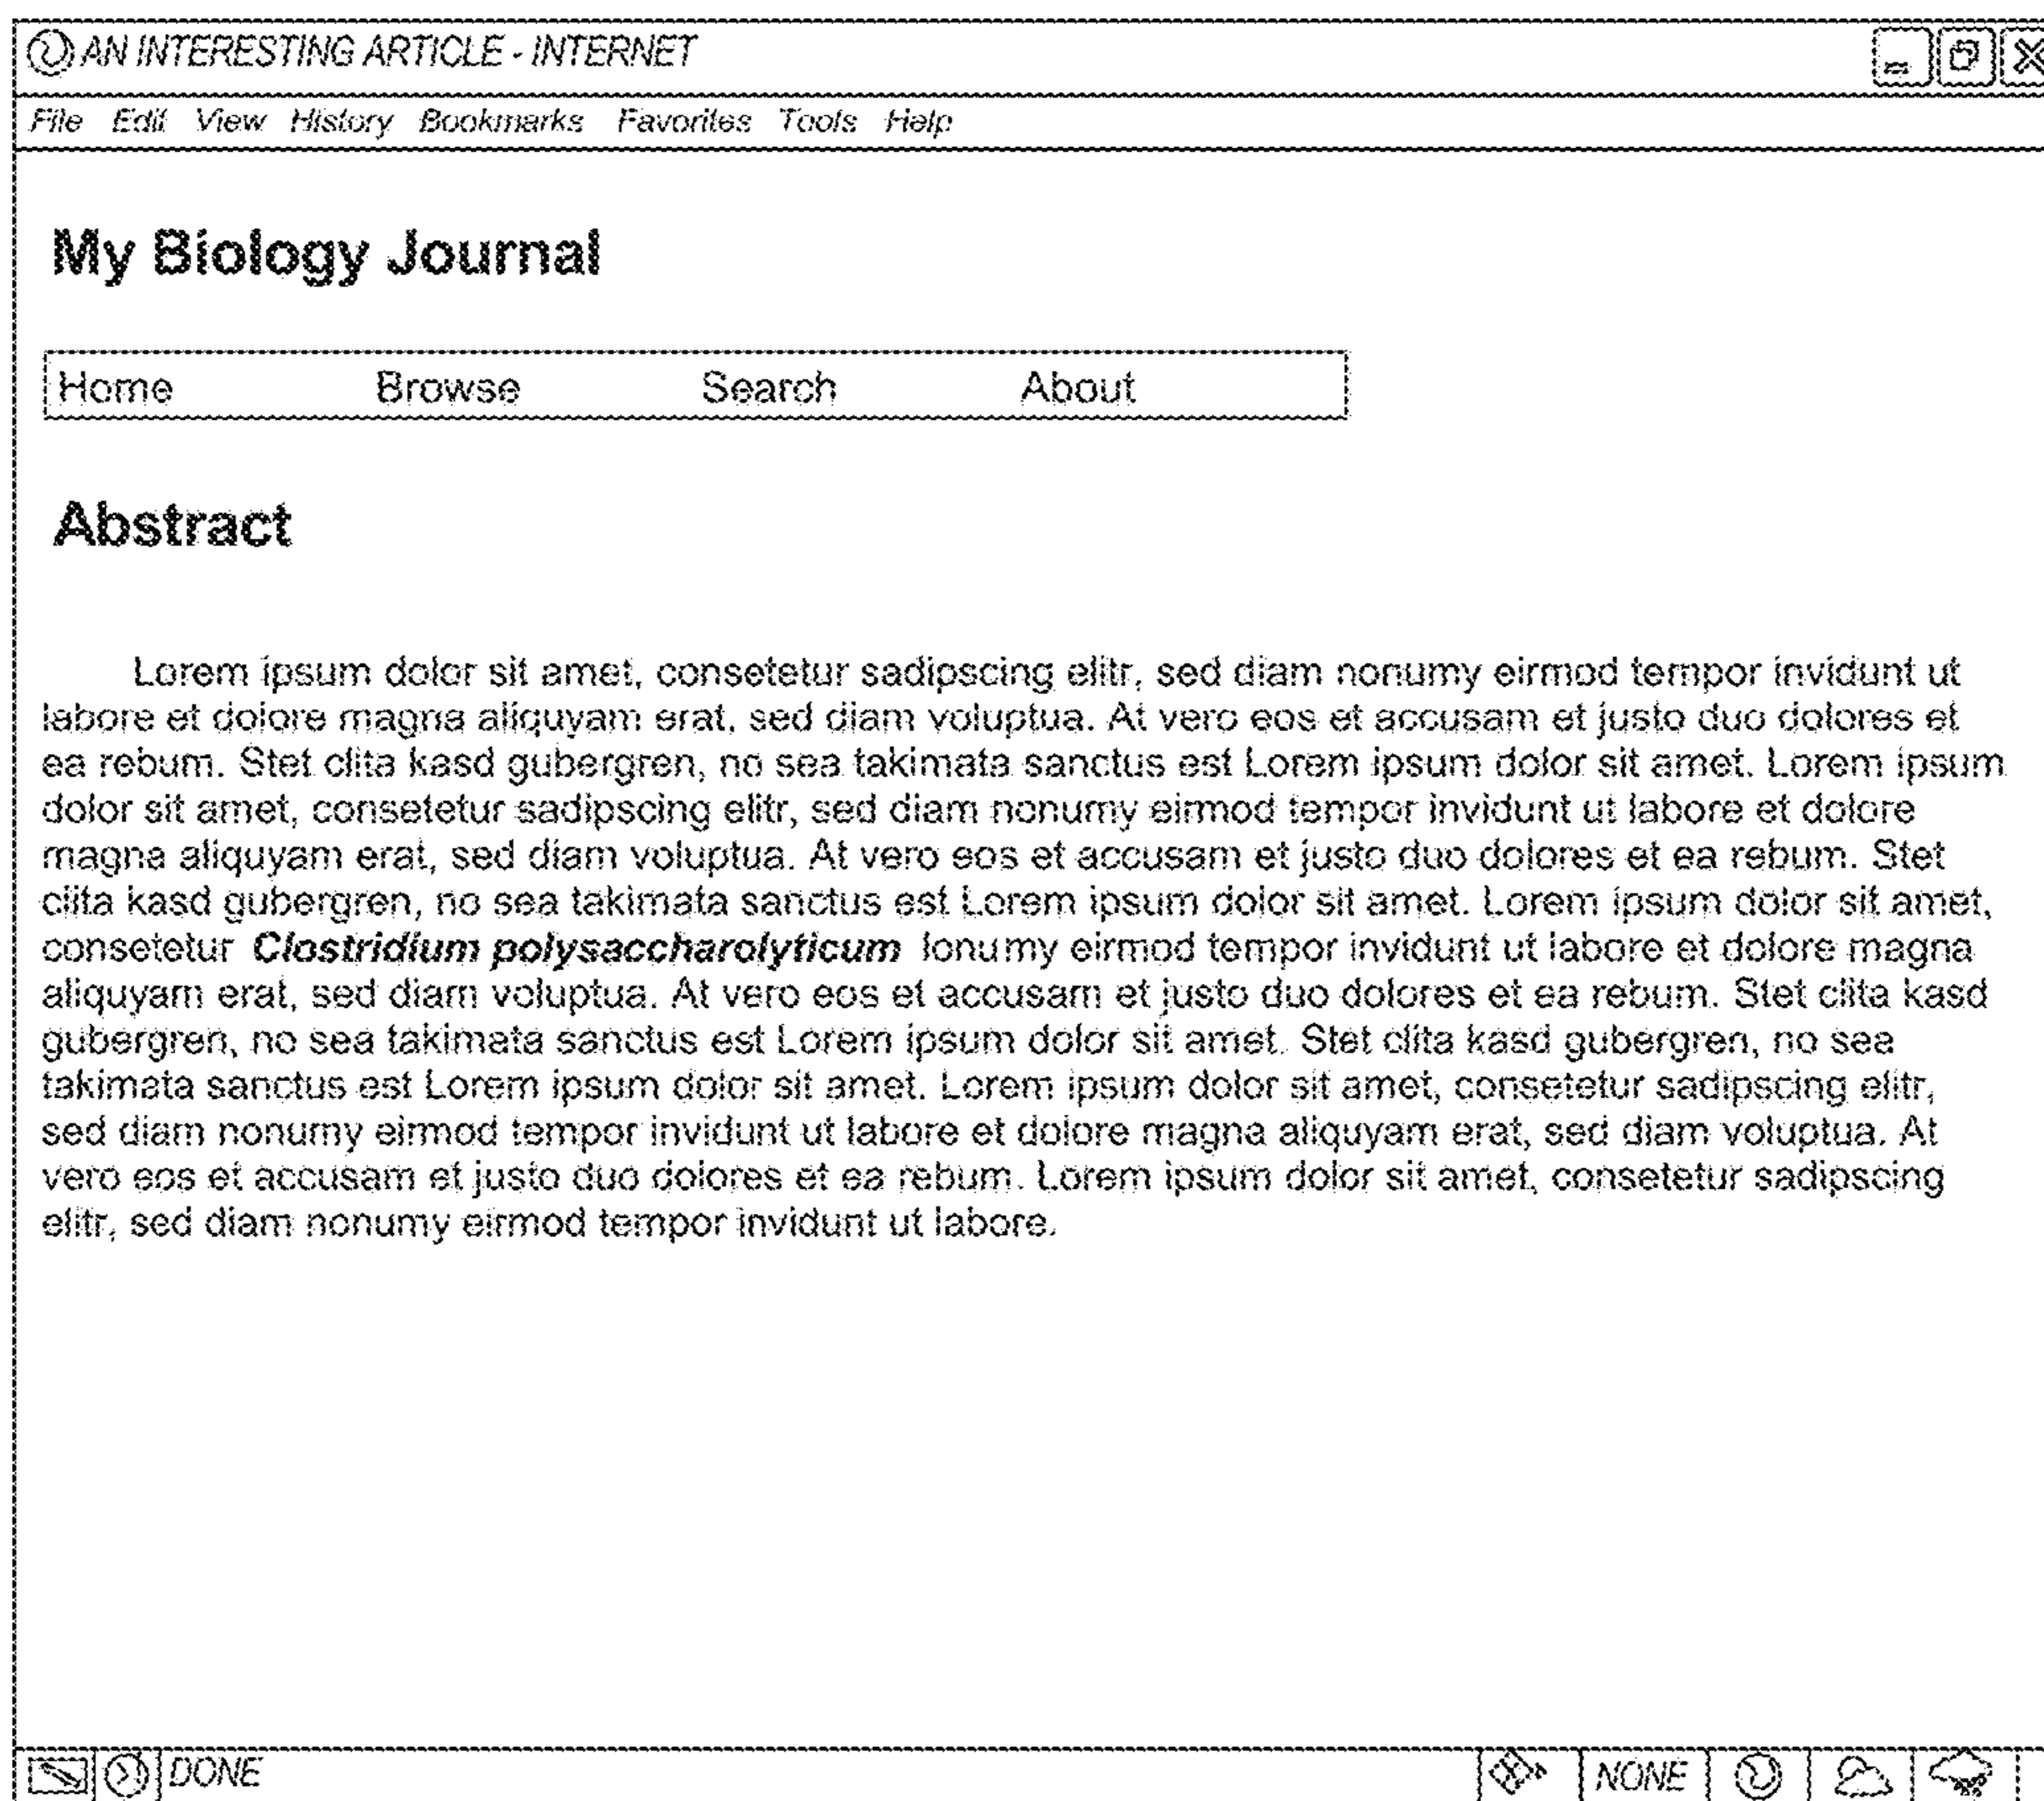 AN INTERESTING ARTICLE - INTERNET
File Edit View History Bookmarks Favorites Tools Help
My Biology Journal
Home Browse Search About
Abstract
Lorem ipsum dolor sit amet, consetetur sadipscing elitr, sed diam nonumy eirmod tempor invidunt ut
labore et dolore magna aliquyam erat, sed diam voluptua. At vero eos et accusam et justo duo dolores et
ea rebum. Stet clita kasd gubergren, no sea takimata sanctus est Lorem ipsum dolor sit amet. Lorem ipsum
dolor sit amet, consetetur sadipscing elitr, sed diam nonumy eirmod tempor invidunt ut labore et dolore
magna aliquyam erat, sed diam voluptua. At vero eos et accusam et justo duo dolores et ea rebum. Stet
clita kasd gubergren, no sea takimata sanctus est Lorem ipsum dolor sit amet. Lorem ipsum dolor sit amet,
consetetur Clostridium polysaccharolyticum Ionumy eirmod tempor invidunt ut labore et dolore magna
aliquyam erat, sed diam voluptua. At vero eos et accusam et justo duo dolores et ea rebum. Stet clita kasd
gubergren, no sea takimata sanctus est Lorem ipsum dolor sit amet. Stet clita kasd gubergren, no sea
takimata sanctus est Lorem ipsum dolor sit amet. Lorem ipsum dolor sit amet, consetetur sadipscing elitr,
sed diam nonumy eirmod tempor invidunt ut labore et dolore magna aliquyam erat, sed diam voluptua. At
vero eos et accusam et justo duo dolores et ea rebum. Lorem ipsum dolor sit amet, consetetur sadipscing
elitr, sed diam nonumy eirmod tempor invidunt ut labore.
DONE NONE